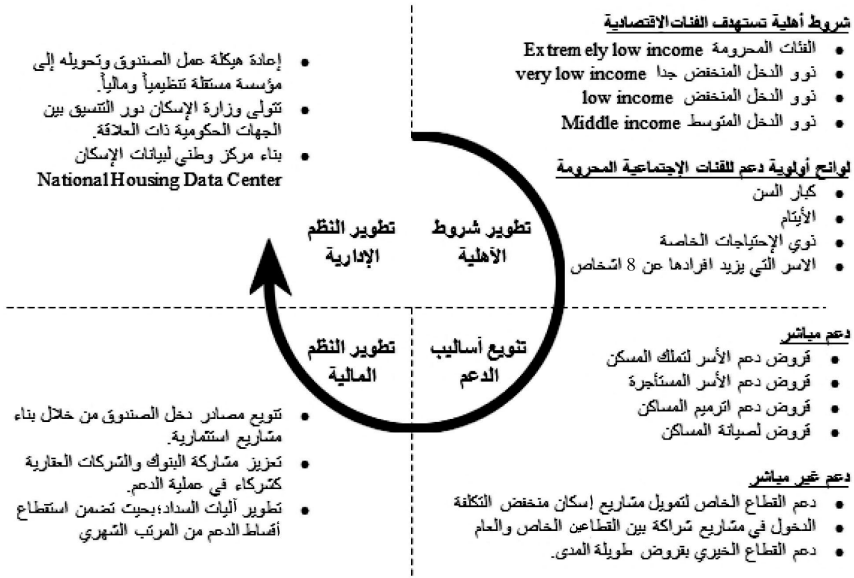 شروط أهلية تستهدف الفئات الاقتصادية
• الفئات المحرومة Extremely low income
• ذوو الدخل المنخفض جدا very low income
• ذوو الدخل المنخفض low income
• ذوو الدخل المتوسط Middle income
لوائح أولوية دعم للفئات الإجتماعية المحرومة
• كبار السن
• الأيتام
• ذوي الإحتياجات الخاصة
• الاسر التي يزيد افرادها عن 8 اشخاص
تطوير شروط
الأهلية
• إعادة هيكلة عمل الصندوق وتحويله إلى
مؤسسة مستقلة تنظيمياً ومالياً.
• تتولى وزارة الإسكان دور التنسيق بين
الجهات الحكومية ذات العلاقة.
• بناء مركز وطني لبيانات الإسكان
National Housing Data Center
تطوير النظم
الإدارية
تنويع أساليب
الدعم
دعم مباشر
• قروض دعم الأسر لتملك المسكن
• قروض دعم الأسر المستأجرة
• قروض دعم اترميم المساكن
• قروض لصيانة المساكن
دعم غير مباشر
• دعم القطاع الخاص لتمويل مشاريع إسكان منخفض التكلفة
• الدخول في مشاريع شراكة بين القطاعين الخاص والعام
• دعم القطاع الخيري بقروض طويلة المدى.
تطوير النظم
المالية
• تنويع مصادر دخل الصندوق من خلال بناء
مشاريع استثمارية.
• تعزيز مشاركة البنوك والشركات العقارية
كشركاء في عملية الدعم.
• تطوير آليات السداد؛بحيث تضمن استقطاع
أقساط الدعم من المرتب الشهري